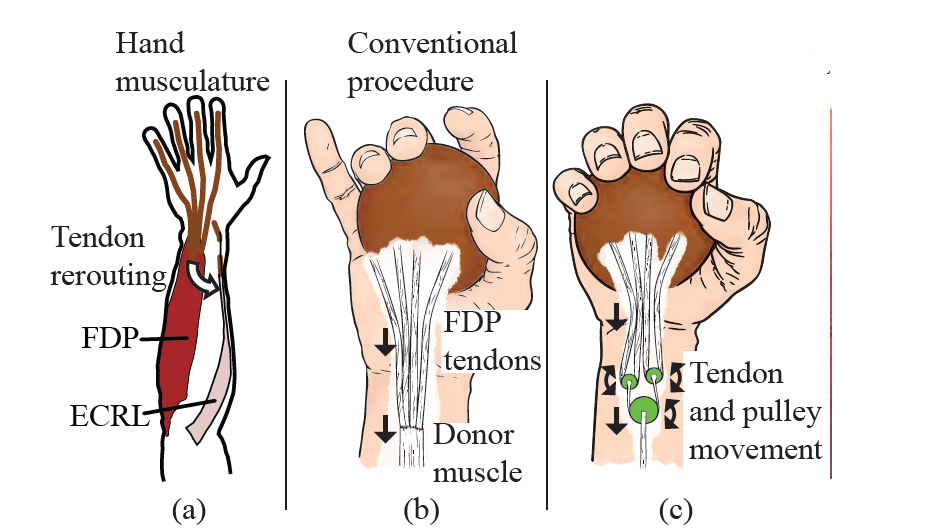 Hand
musculature
Tendon
rerouting
FDP
ECRL
(a)
Conventional
procedure
FDP
tendons
Donor
muscle
(b)
Tendon
and pulley
movement
(c)